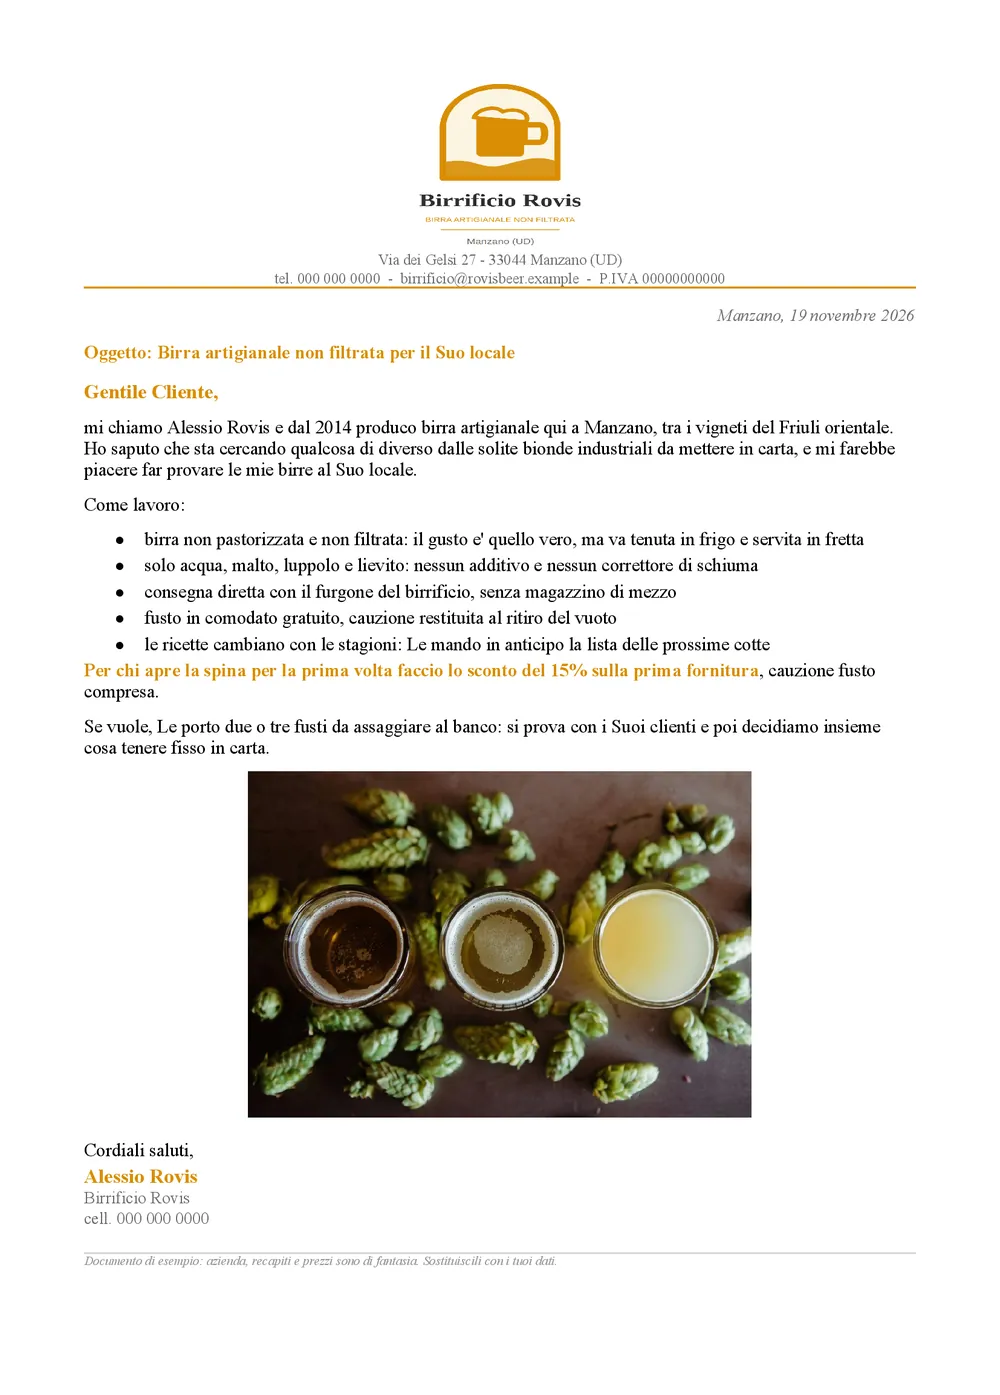 Birrificio Rovis
BIRRA ARTIGIANALE NON FILTRATA
Manzano (UD)
Via dei Gelsi 27 - 33044 Manzano (UD)
tel. 000 000 0000 - birrificio@rovisbeer.example - P.IVA 00000000000
Manzano, 19 novembre 2026
Oggetto: Birra artigianale non filtrata per il Suo locale
Gentile Cliente,
mi chiamo Alessio Rovis e dal 2014 produco birra artigianale qui a Manzano, tra i vigneti del Friuli orientale.
Ho saputo che sta cercando qualcosa di diverso dalle solite bionde industriali da mettere in carta, e mi farebbe
piacere far provare le mie birre al Suo locale.
Come lavoro:
● birra non pastorizzata e non filtrata: il gusto e' quello vero, ma va tenuta in frigo e servita in fretta
● solo acqua, malto, luppolo e lievito: nessun additivo e nessun correttore di schiuma
● consegna diretta con il furgone del birrificio, senza magazzino di mezzo
● fusto in comodato gratuito, cauzione restituita al ritiro del vuoto
● le ricette cambiano con le stagioni: Le mando in anticipo la lista delle prossime cotte
Per chi apre la spina per la prima volta faccio lo sconto del 15% sulla prima fornitura, cauzione fusto
compresa.
Se vuole, Le porto due o tre fusti da assaggiare al banco: si prova con i Suoi clienti e poi decidiamo insieme
cosa tenere fisso in carta.
Cordiali saluti,
Alessio Rovis
Birrificio Rovis
cell. 000 000 0000
Documento di esempio: azienda, recapiti e prezzi sono di fantasia. Sostituiscili con i tuoi dati.